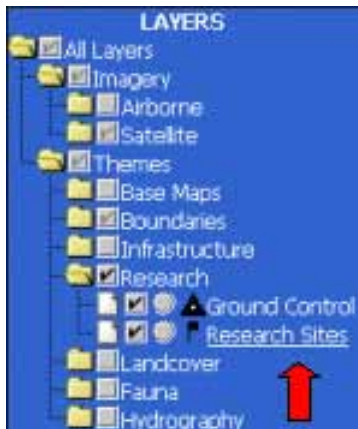 LAYERS
All Layers
Imagery
Airborne
Satellite
Themes
Base Maps
Boundaries
Infrastructure
Research
Ground Control
Research Sites
Landcover
Fauna
Hydrography